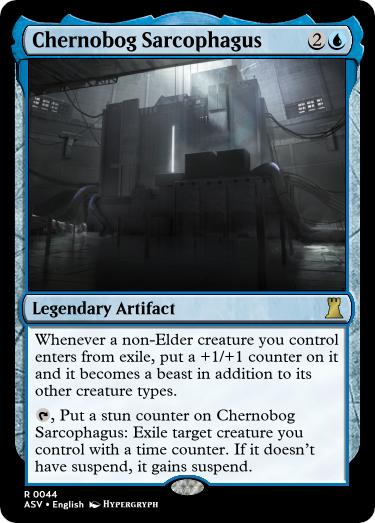 Chernobog Sarcophagus 2
Legendary Artifact
Whenever a non-Elder creature you control
enters from exile, put a +1/+1 counter on it
and it becomes a beast in addition to its
other creature types.
, Put a stun counter on Chernobog
Sarcophagus: Exile target creature you
control with a time counter. If it doesn't
have suspend, it gains suspend.
R 0044
ASV • English HYPERGRYPH